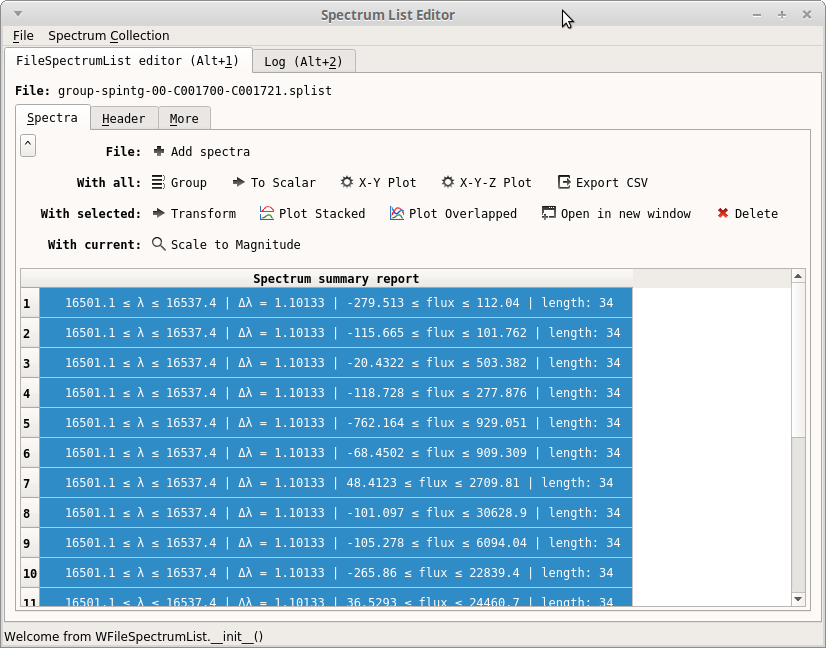 Spectrum List Editor
File Spectrum Collection
FileSpectrumList editor (Alt+1) Log (Alt+2)
File: group-spintg-00-C001700-C001721.splist
Spectra Header More
^ File: Add spectra
With all: Group To Scalar X-Y Plot X-Y-Z Plot Export CSV
With selected: Transform Plot Stacked Plot Overlapped Open in new window Delete
With current: Scale to Magnitude
Spectrum summary report
1 16501.1 ≤ λ ≤ 16537.4 | Δλ = 1.10133 | -279.513 ≤ flux ≤ 112.04 | length: 34
2 16501.1 ≤ λ ≤ 16537.4 | Δλ = 1.10133 | -115.665 ≤ flux ≤ 101.762 | length: 34
3 16501.1 ≤ λ ≤ 16537.4 | Δλ = 1.10133 | -20.4322 ≤ flux ≤ 503.382 | length: 34
4 16501.1 ≤ λ ≤ 16537.4 | Δλ = 1.10133 | -118.728 ≤ flux ≤ 277.876 | length: 34
5 16501.1 ≤ λ ≤ 16537.4 | Δλ = 1.10133 | -762.164 ≤ flux ≤ 929.051 | length: 34
6 16501.1 ≤ λ ≤ 16537.4 | Δλ = 1.10133 | -68.4502 ≤ flux ≤ 909.309 | length: 34
7 16501.1 ≤ λ ≤ 16537.4 | Δλ = 1.10133 | 48.4123 ≤ flux ≤ 2709.81 | length: 34
8 16501.1 ≤ λ ≤ 16537.4 | Δλ = 1.10133 | -101.097 ≤ flux ≤ 30628.9 | length: 34
9 16501.1 ≤ λ ≤ 16537.4 | Δλ = 1.10133 | -105.278 ≤ flux ≤ 6094.04 | length: 34
10 16501.1 ≤ λ ≤ 16537.4 | Δλ = 1.10133 | -265.86 ≤ flux ≤ 22839.4 | length: 34
11 16501.1 ≤ λ ≤ 16537.4 | Δλ = 1.10133 | 36.5293 ≤ flux ≤ 24460.7 | length: 34
Welcome from WFileSpectrumList.__init__()